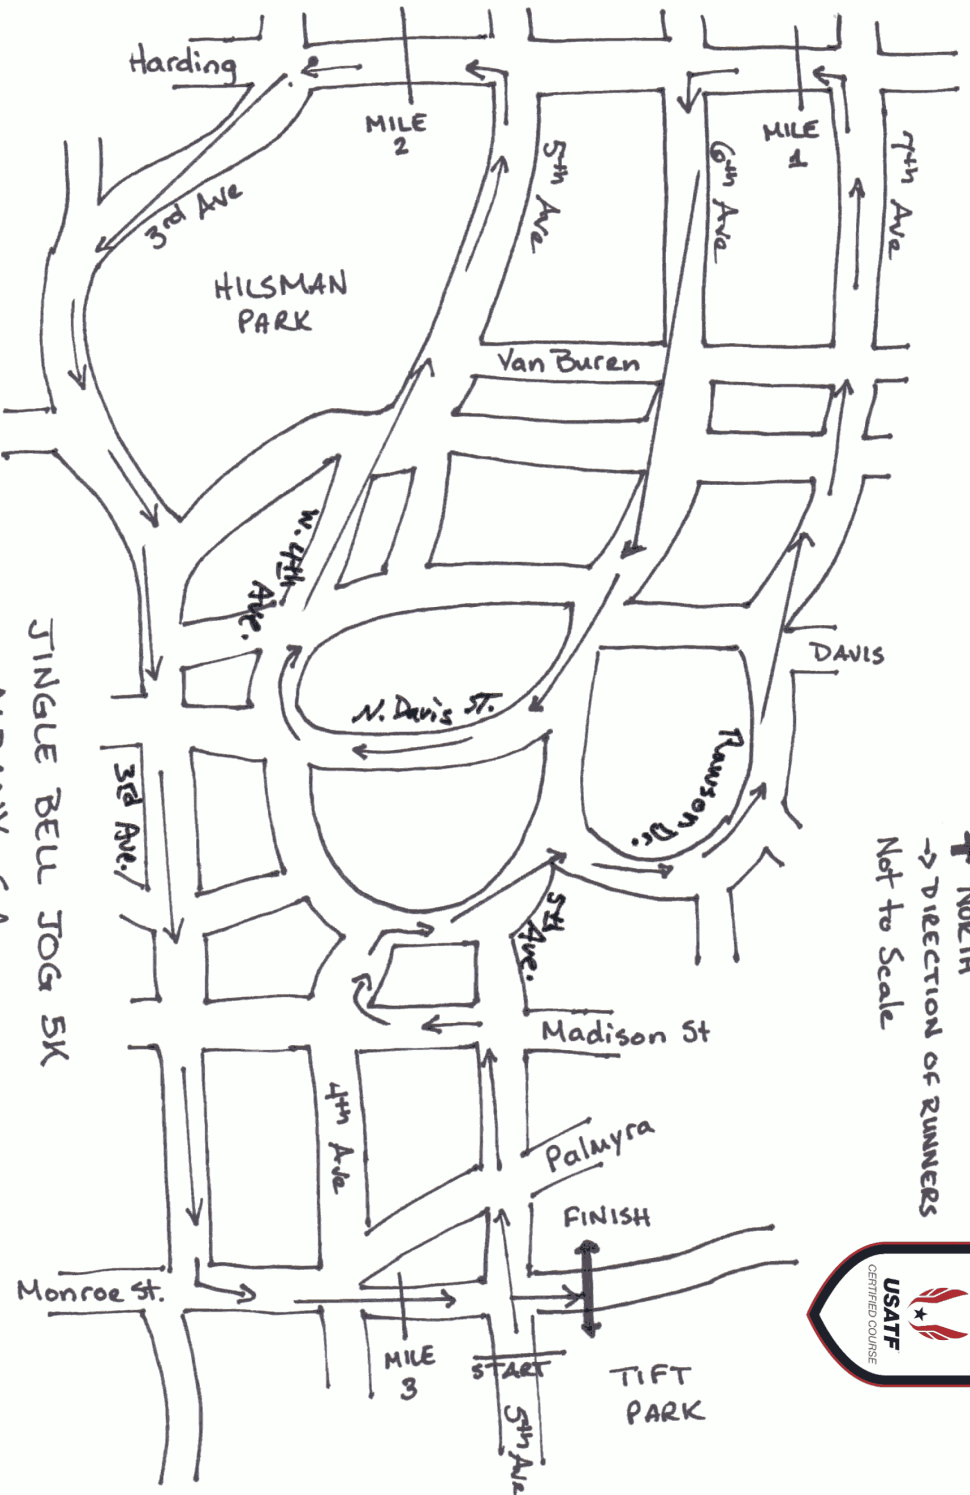 Harding
MILE
2
MILE
1
7th Ave
6th Ave
5th Ave
3rd Ave
HILSMAN
PARK
Van Buren
W. 4th
Ave.
DAVIS
N. Davis ST.
Rawson Dr.
3rd Ave.
5th
Ave.
NORTH
→ DIRECTION OF RUNNERS
Not to Scale
JINGLE BELL JOG 5K
Madison St
4th Ave
Palmyra
FINISH
Monroe St.
MILE
3
START
TIFT
PARK
5th Ave
USATF
CERTIFIED COURSE